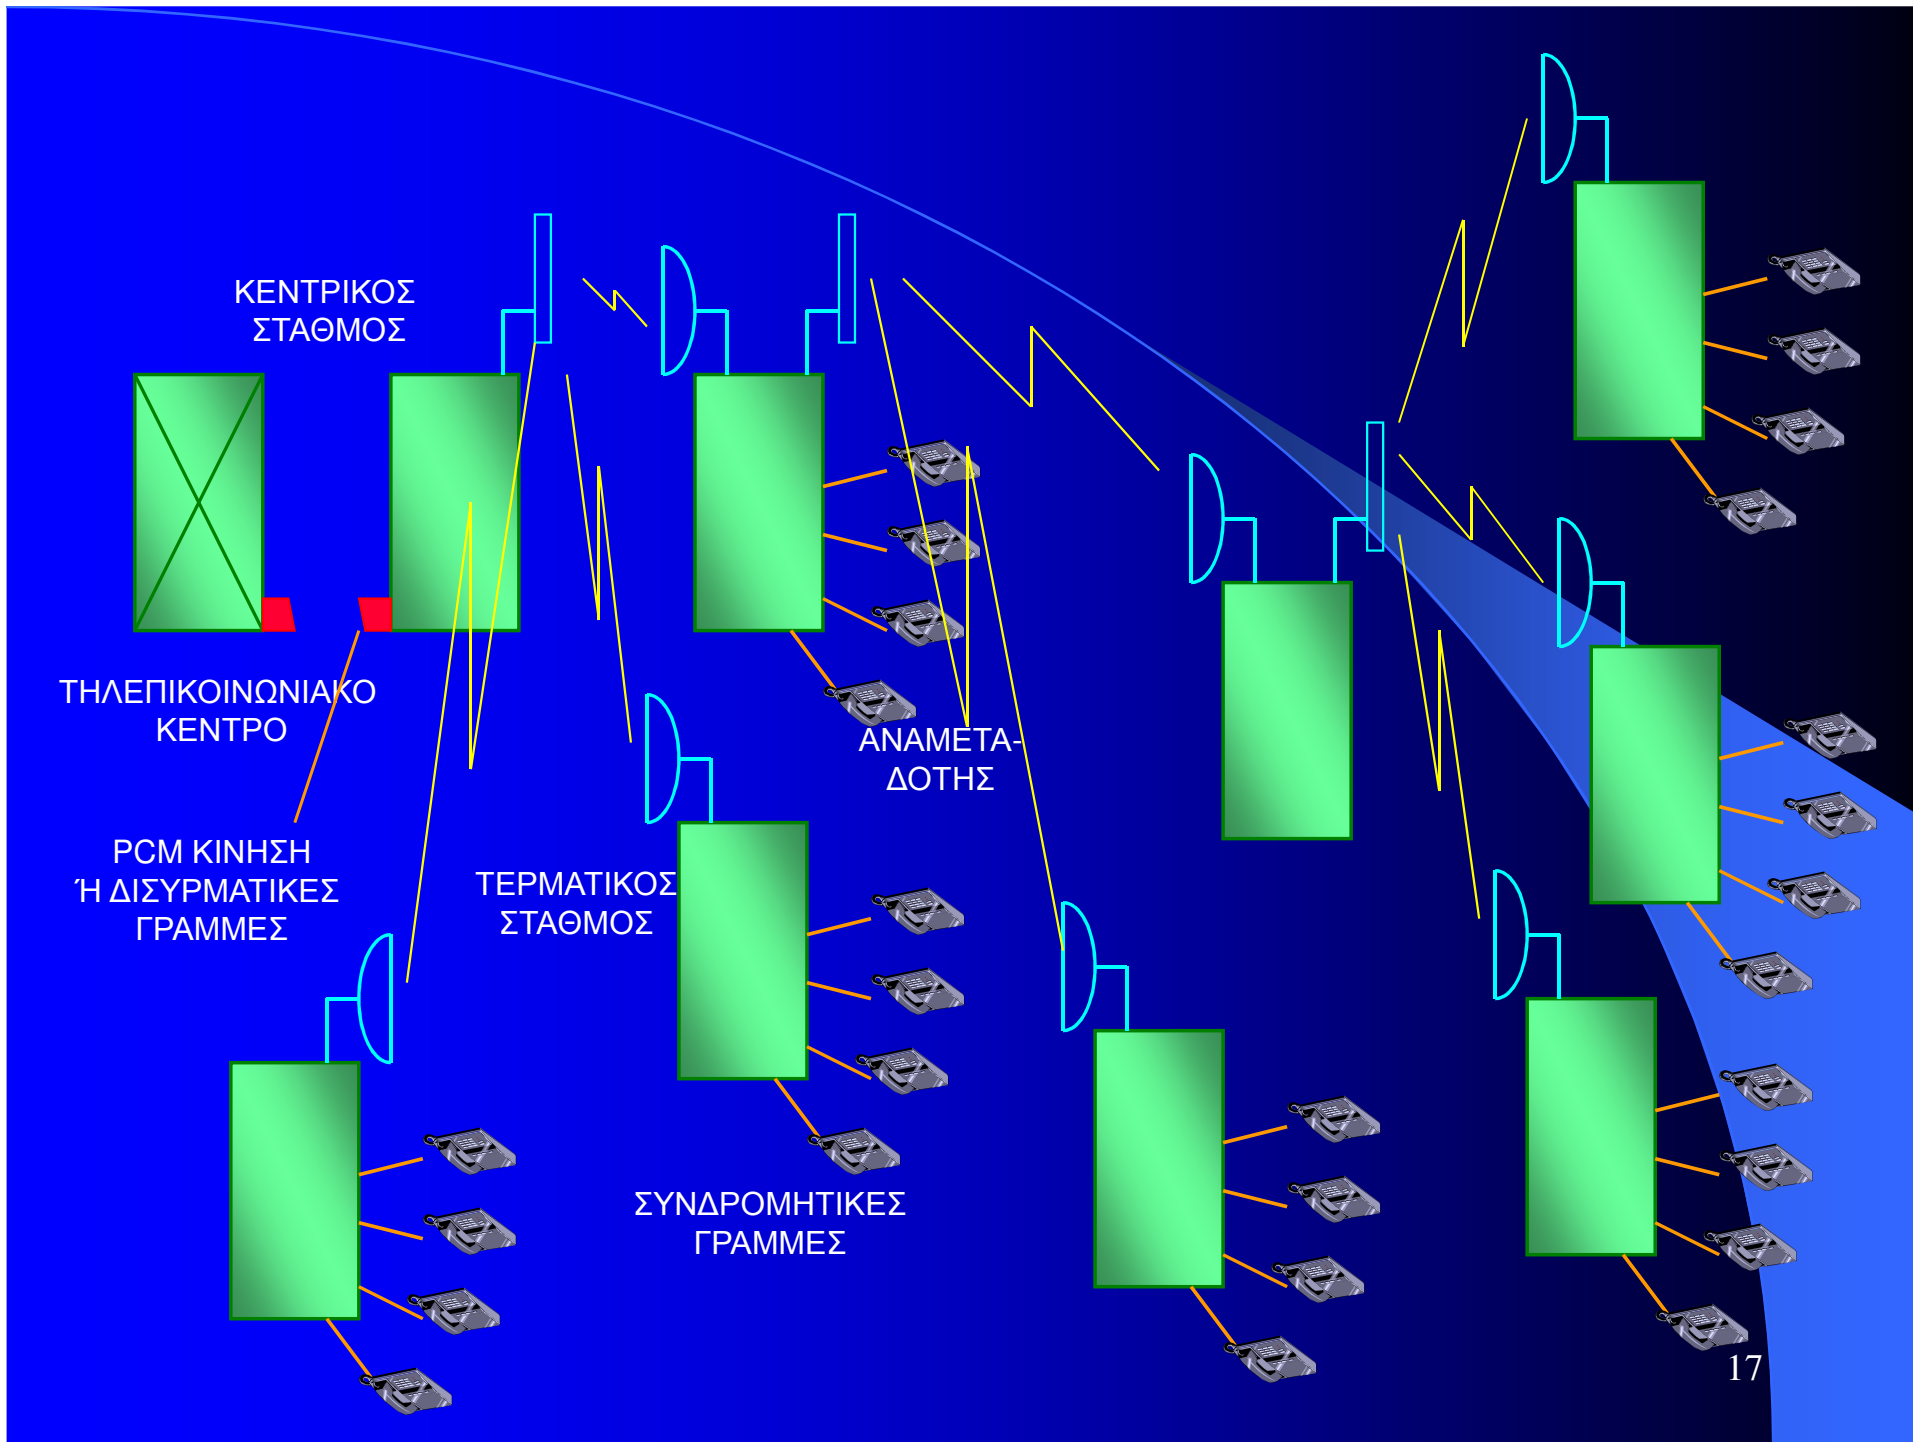 ΚΕΝΤΡΙΚΟΣ
ΣΤΑΘΜΟΣ
ΤΗΛΕΠΙΚΟΙΝΩΝΙΑΚΟ
ΚΕΝΤΡΟ
ΑΝΑΜΕΤΑ-
ΔΟΤΗΣ
PCM ΚΙΝΗΣΗ
Ή ΔΙΣΥΡΜΑΤΙΚΕΣ
ΓΡΑΜΜΕΣ
ΤΕΡΜΑΤΙΚΟΣ
ΣΤΑΘΜΟΣ
ΣΥΝΔΡΟΜΗΤΙΚΕΣ
ΓΡΑΜΜΕΣ
17